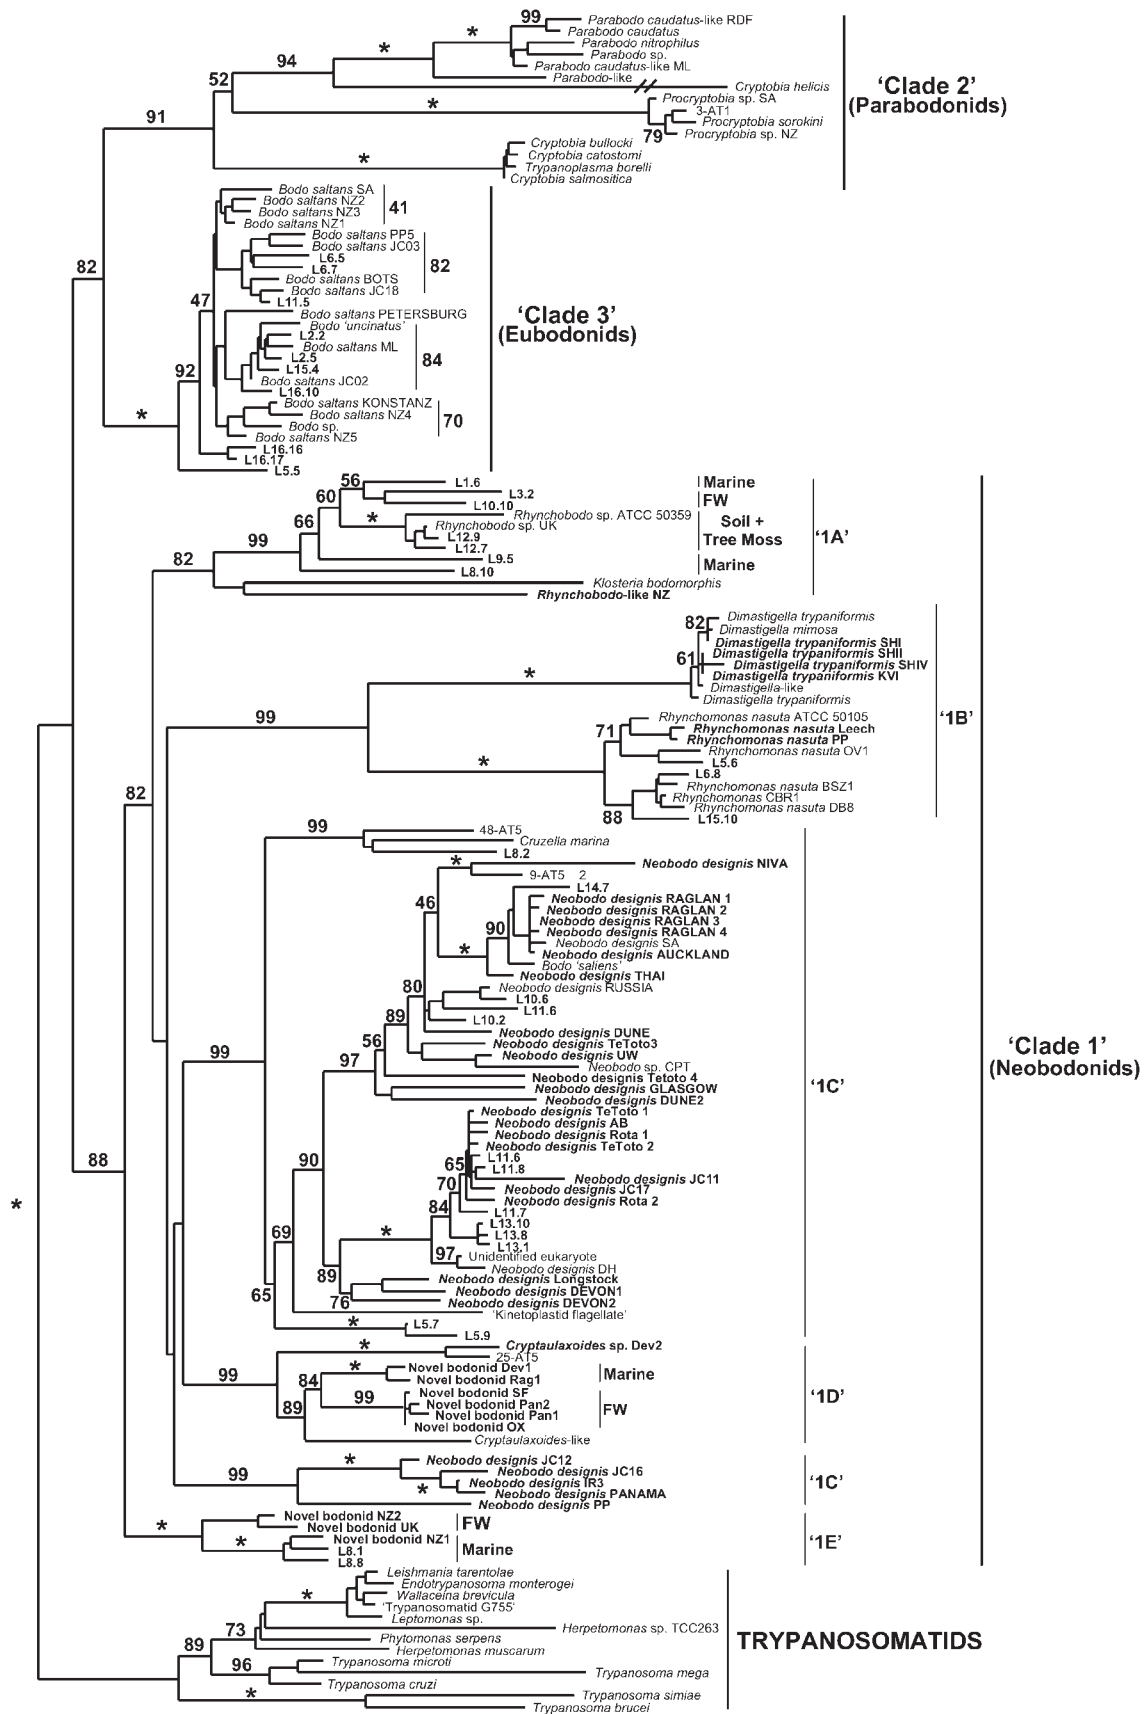 99
Parabodo caudatus-like RDF
Parabodo caudatus
*
Parabodo nitrophilus
*
Parabodo sp.
94
Parabodo caudatus-like ML
Parabodo-like
52
Cryptobia helicis
'Clade 2'
(Parabodonids)
Procryptobia sp. SA
*
3-AT1
Procryptobia sorokini
91
79
Procryptobia sp. NZ
Cryptobia bullocki
Cryptobia catostomi
*
Trypanoplasma borelli
Cryptobia salmositica
Bodo saltans SA
Bodo saltans NZ2
41
Bodo saltans NZ3
Bodo saltans NZ1
Bodo saltans PP5
Bodo saltans JC03
L6.5
82
L6.7
82
Bodo saltans BOTS
Bodo saltans JC18
L11.5
47
Bodo saltans PETERSBURG
'Clade 3'
(Eubodonids)
Bodo 'uncinatus'
L2.2
Bodo saltans ML
L2.5
84
L15.4
92
Bodo saltans JC02
L16.10
Bodo saltans KONSTANZ
*
Bodo saltans NZ4
70
Bodo sp.
Bodo saltans NZ5
L16.16
L16.17
L5.5
56
L1.6
Marine
60
L3.2
FW
L10.10
*
Rhynchobodo sp. ATCC 50359
Soil +
Tree Moss
66
Rhynchobodo sp. UK
L12.9
'1A'
99
L12.7
82
L9.5
Marine
L8.10
Klosteria bodomorphis
Rhynchobodo-like NZ
82
Dimastigella trypaniformis
Dimastigella mimosa
Dimastigella trypaniformis SHI
61
Dimastigella trypaniformis SHII
Dimastigella trypaniformis SHIV
*
Dimastigella trypaniformis KVI
Dimastigella-like
Dimastigella trypaniformis
99
'1B'
71
Rhynchomonas nasuta ATCC 50105
Rhynchomonas nasuta Leech
Rhynchomonas nasuta PP
Rhynchomonas nasuta OV1
*
L5.6
L6.8
Rhynchomonas nasuta BSZ1
82
Rhynchomonas CBR1
Rhynchomonas nasuta DB8
88
L15.10
99
48-AT5
Cruzella marina
L8.2
*
Neobodo designis NIVA
9-AT5 2
L14.7
46
Neobodo designis RAGLAN 1
Neobodo designis RAGLAN 2
90
Neobodo designis RAGLAN 3
Neobodo designis RAGLAN 4
*
Neobodo designis SA
Neobodo designis AUCKLAND
Bodo 'saliens'
Neobodo designis THAI
80
Neobodo designis RUSSIA
L10.6
L11.6
89
L10.2
Neobodo designis DUNE
56
Neobodo designis TeToto3
Neobodo designis UW
99
97
Neobodo sp. CPT
Neobodo designis Tetoto 4
'1C'
'Clade 1'
(Neobodonids)
Neobodo designis GLASGOW
Neobodo designis DUNE2
Neobodo designis TeToto 1
Neobodo designis AB
Neobodo designis Rota 1
Neobodo designis TeToto 2
88
90
65
L11.6
L11.8
Neobodo designis JC11
70
Neobodo designis JC17
Neobodo designis Rota 2
*
84
L11.7
L13.10
69
*
L13.8
L13.1
97
Unidentified eukaryote
Neobodo designis DH
89
Neobodo designis Longstock
65
Neobodo designis DEVON1
76
Neobodo designis DEVON2
'Kinetoplastid flagellate'
*
L5.7
L5.9
*
Cryptaulaxoides sp. Dev2
25-AT5
99
*
Novel bodonid Dev1
Marine
84
Novel bodonid Rag1
'1D'
99
Novel bodonid SF
89
Novel bodonid Pan2
FW
Novel bodonid Pan1
Novel bodonid OX
Cryptaulaxoides-like
*
Neobodo designis JC12
99
Neobodo designis JC16
'1C'
*
Neobodo designis IR3
Neobodo designis PANAMA
Neobodo designis PP
*
Novel bodonid NZ2
FW
Novel bodonid UK
'1E'
*
Novel bodonid NZ1
Marine
L8.1
L8.8
Leishmania tarentolae
Endotrypanosoma monterogei
*
Wallaceina brevicula
'Trypanosomatid G755'
Leptomonas sp.
Herpetomonas sp. TCC263
73
Phytomonas serpens
TRYPANOSOMATIDS
89
Herpetomonas muscarum
Trypanosoma microti
96
Trypanosoma mega
Trypanosoma cruzi
*
Trypanosoma simiae
Trypanosoma brucei